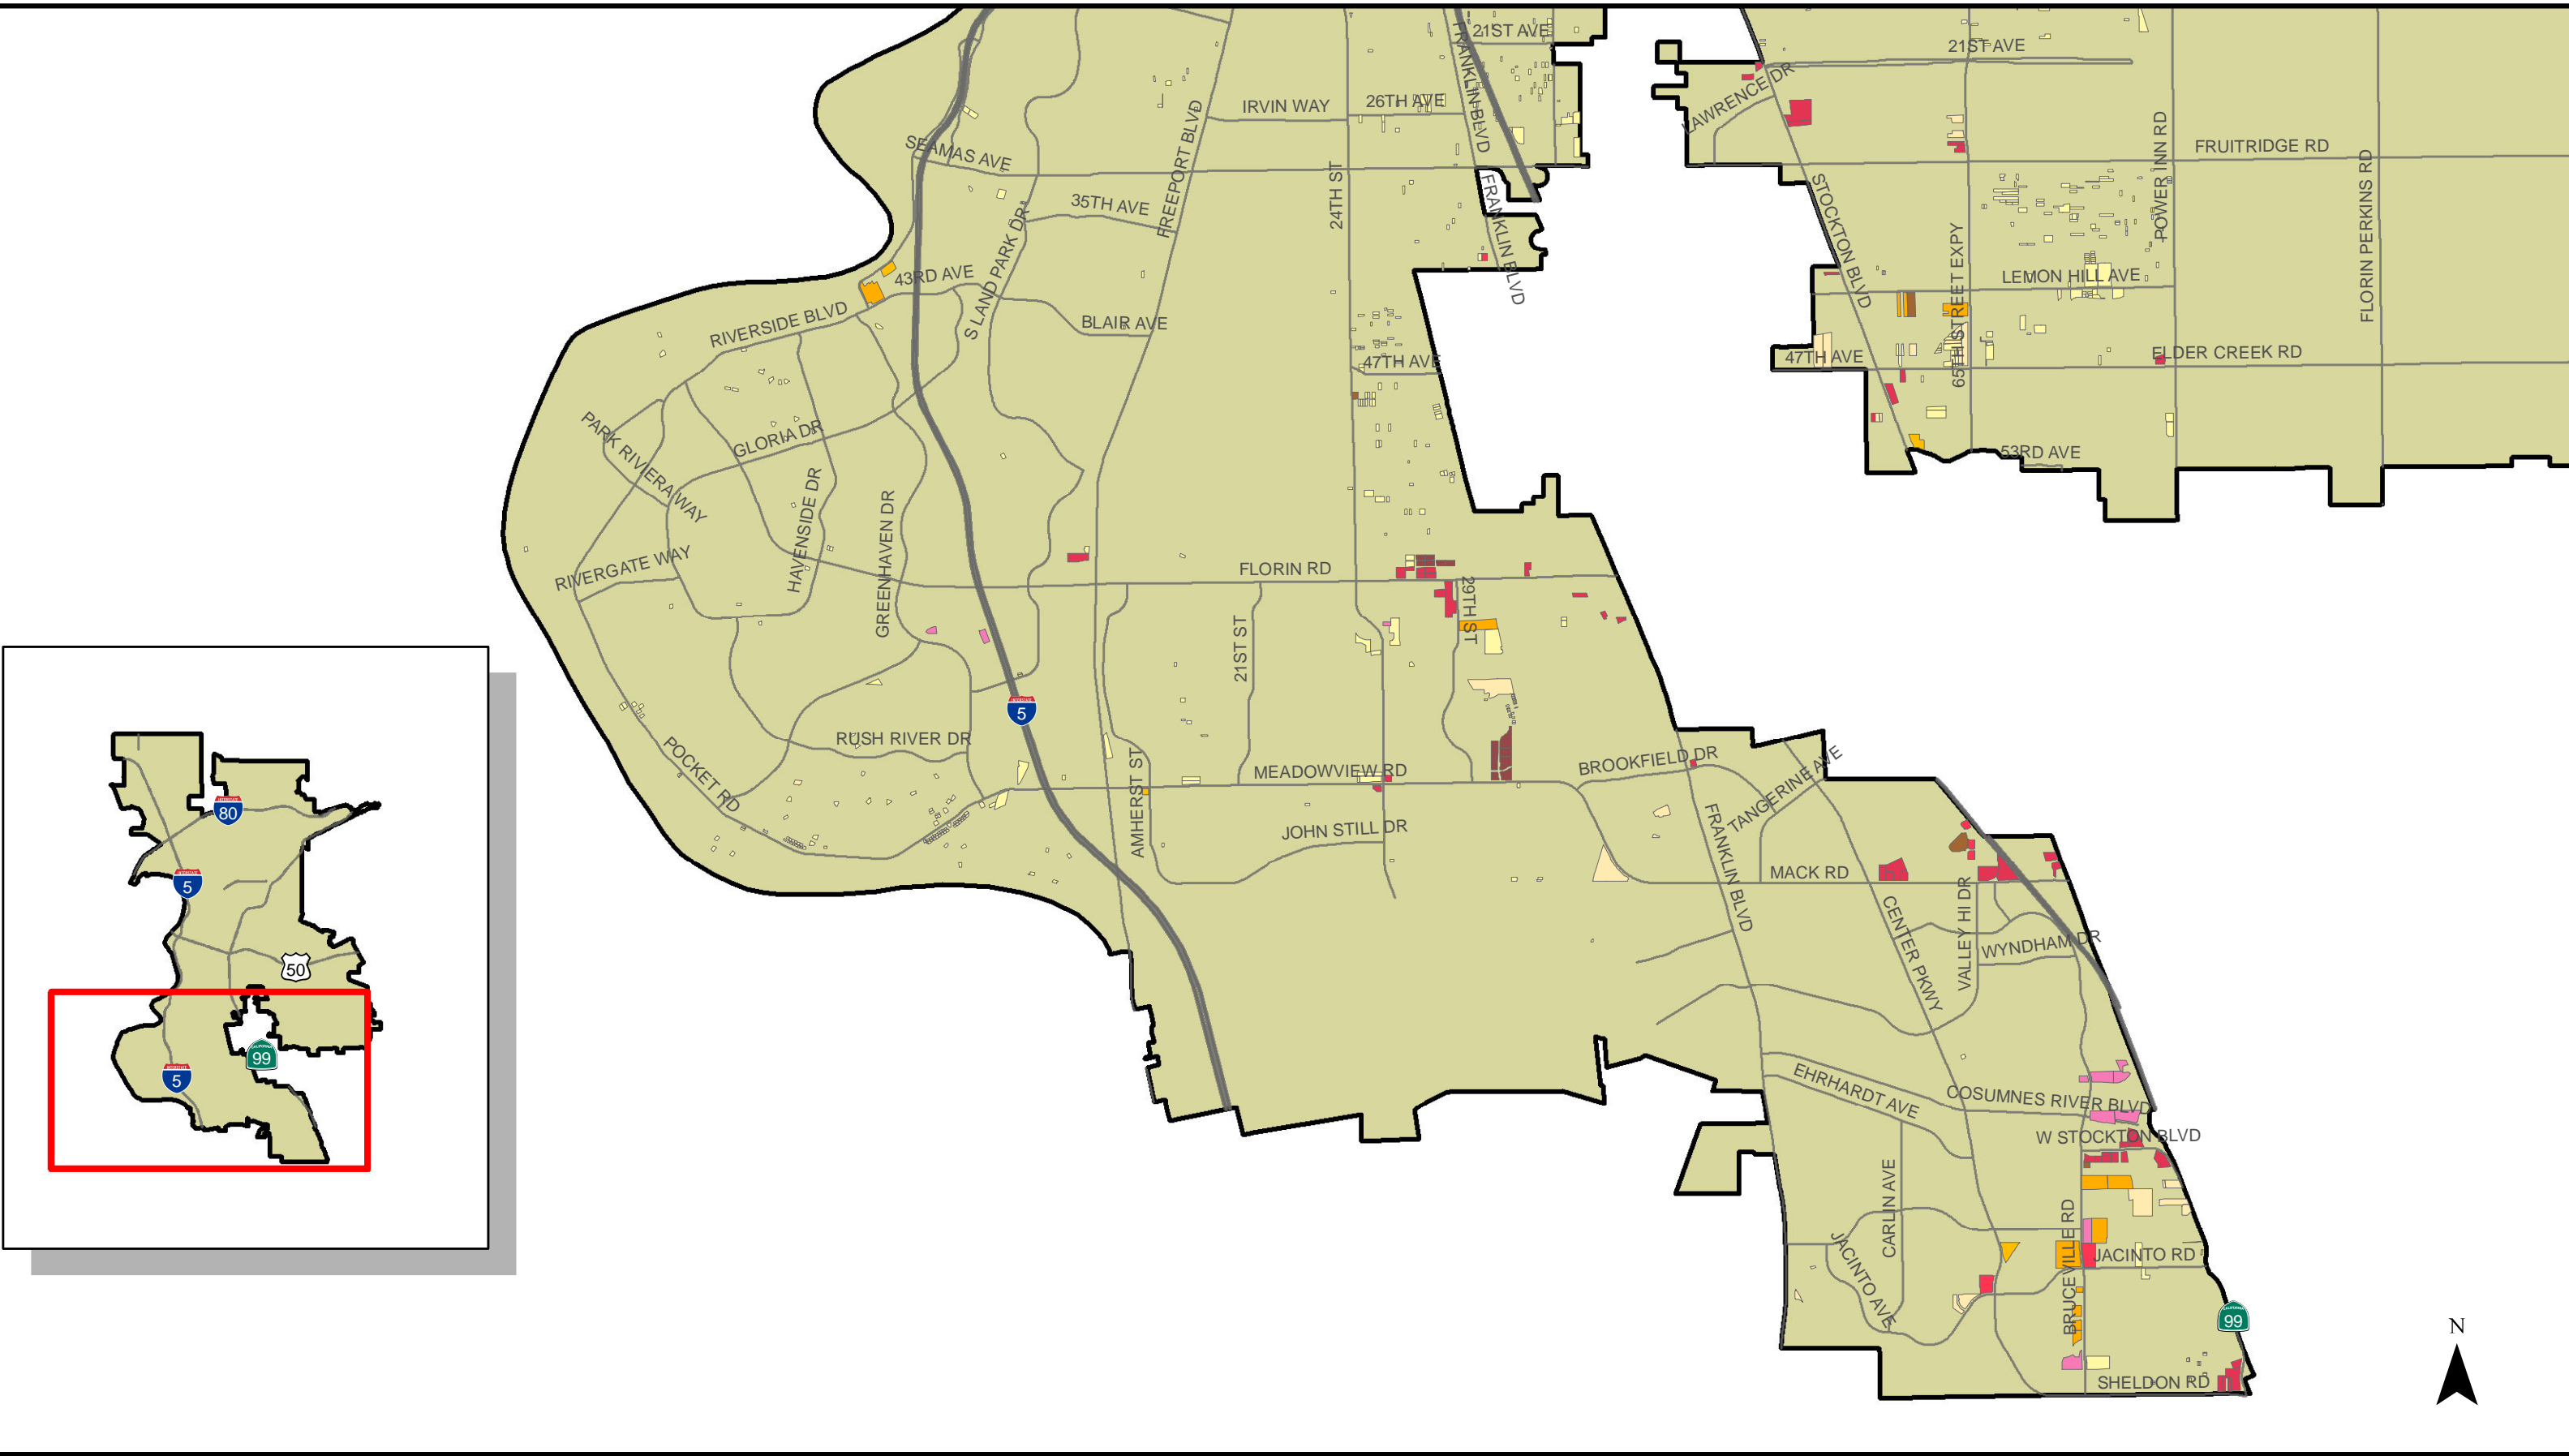 21ST AVE
21ST AVE
FRANKLIN BLVD
LAWRENCE DR
IRVIN WAY
26TH AVE
SEAMAS AVE
FREEPORT BLVD
FRUITRIDGE RD
POWER INN RD
FLORIN PERKINS RD
24TH ST
35TH AVE
FRANKLIN BLVD
STOCKTON BLVD
65TH STREET EXPY
S LAND PARK DR
43RD AVE
LEMON HILL AVE
RIVERSIDE BLVD
BLAIR AVE
47TH AVE
47TH AVE
ELDER CREEK RD
PARK RIVIERA WAY
GLORIA DR
53RD AVE
HAVENSIDE DR
GREENHAVEN DR
RIVERGATE WAY
FLORIN RD
29TH ST
21ST ST
5
RUSH RIVER DR
POCKET RD
AMHERST ST
MEADOWVIEW RD
BROOKFIELD DR
TANGERINE AVE
JOHN STILL DR
FRANKLIN BLVD
MACK RD
CENTER PKWY
VALLEY HI DR
WYNDHAM DR
EHRHARDT AVE
COSUMNES RIVER BLVD
W STOCKTON BLVD
CARLIN AVE
BRUCEVILLE RD
JACINTO RD
JACINTO AVE
CALIFORNIA
99
SHELDON RD
N
80
5
50
CALIFORNIA
99
5